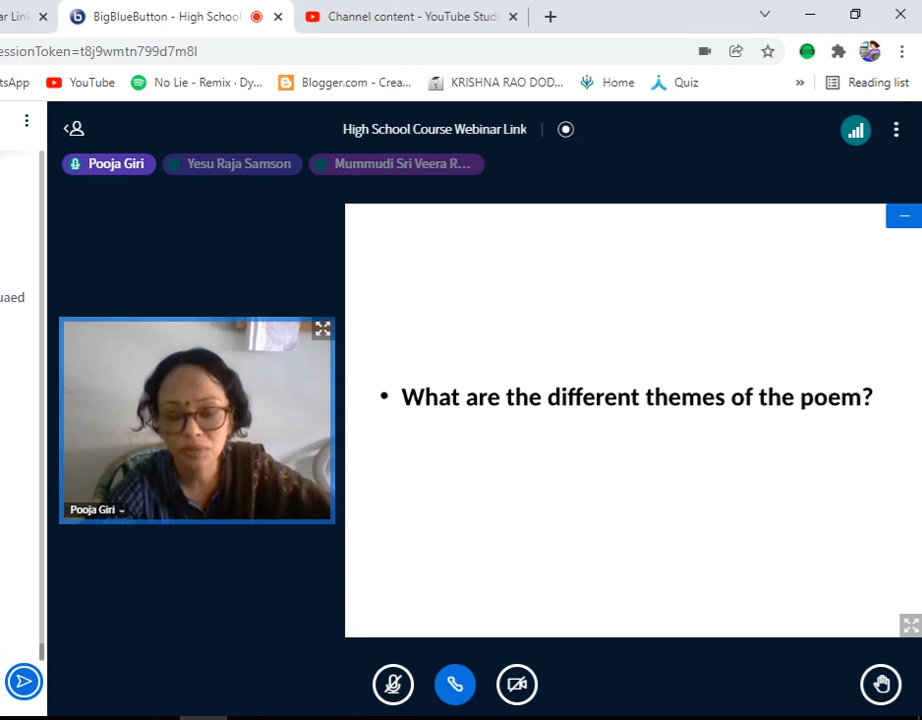 ar Link
BigBlueButton - High School
Channel content - YouTube Studi
essionToken=t8j9wmtn799d7m8l
tsApp
YouTube
No Lie - Remix · Dy...
Blogger.com - Crea...
KRISHNA RAO DOD...
Home
Quiz
»
Reading list
High School Course Webinar Link
Pooja Giri
Yesu Raja Samson
Mummudi Sri Veera R...
uaed
• What are the different themes of the poem?
Pooja Giri